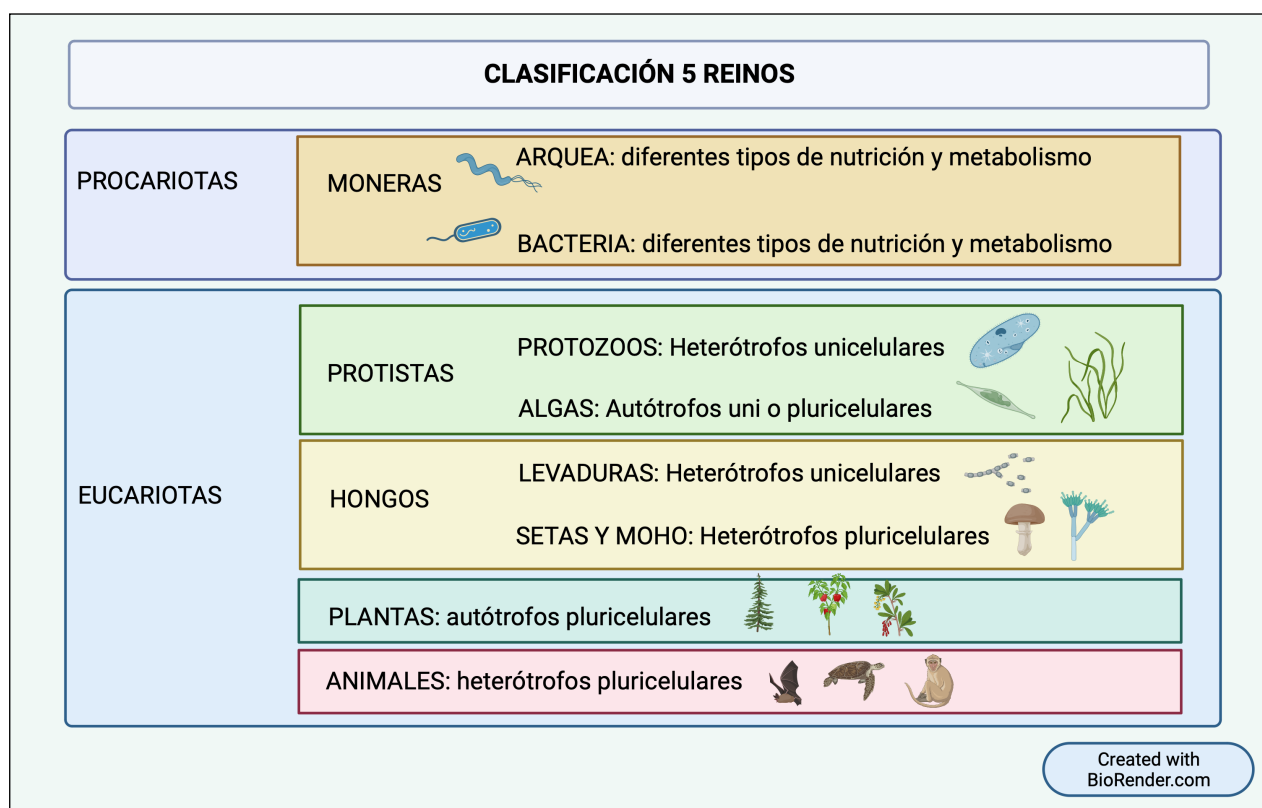 CLASIFICACIÓN 5 REINOS
PROCARIOTAS
MONERAS
ARQUEA: diferentes tipos de nutrición y metabolismo
BACTERIA: diferentes tipos de nutrición y metabolismo
EUCARIOTAS
PROTISTAS
PROTOZOOS: Heterótrofos unicelulares
ALGAS: Autótrofos uni o pluricelulares
HONGOS
LEVADURAS: Heterótrofos unicelulares
SETAS Y MOHO: Heterótrofos pluricelulares
PLANTAS: autótrofos pluricelulares
ANIMALES: heterótrofos pluricelulares
Created with
BioRender.com